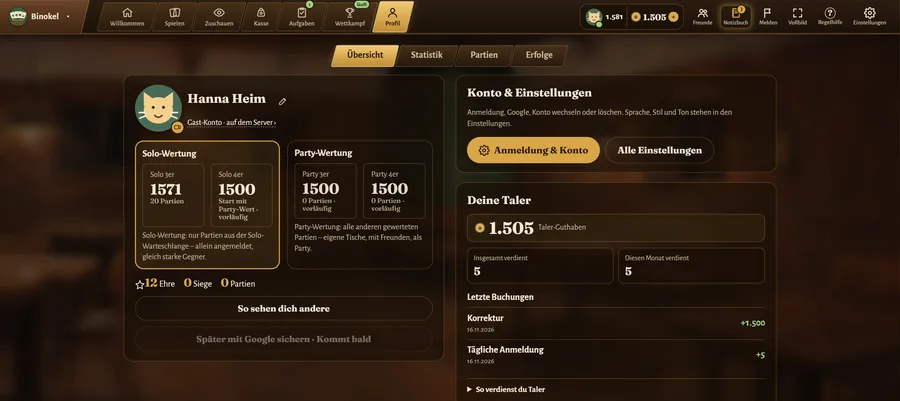 Binokel
Willkommen
Spielen
Zuschauen
Kasse
1
Aufgaben
läuft
Wettkampf
Profil
1.581
1.505
Freunde
Notizbuch
Melden
Vollbild
Regelhilfe
Einstellungen
Übersicht
Statistik
Partien
Erfolge
Hanna Heim
Gast-Konto · auf dem Server ›
Solo-Wertung
Solo 3er
1571
20 Partien
Solo 4er
1500
Start mit
Party-Wert ·
vorläufig
Solo-Wertung: nur Partien aus der Solo-
Warteschlange – allein angemeldet,
gleich starke Gegner.
Party-Wertung
Party 3er
1500
0 Partien ·
vorläufig
Party 4er
1500
0 Partien ·
vorläufig
Party-Wertung: alle anderen gewerteten
Partien – eigene Tische, mit Freunden, als
Party.
12 Ehre 0 Siege 0 Partien
So sehen dich andere
Später mit Google sichern · Kommt bald
Konto & Einstellungen
Anmeldung, Google, Konto wechseln oder löschen. Sprache, Stil und Ton stehen in den
Einstellungen.
Anmeldung & Konto
Alle Einstellungen
Deine Taler
1.505 Taler-Guthaben
Insgesamt verdient
5
Diesen Monat verdient
5
Letzte Buchungen
Korrektur
16.11.2026
+1.500
Tägliche Anmeldung
16.11.2026
+5
So verdienst du Taler